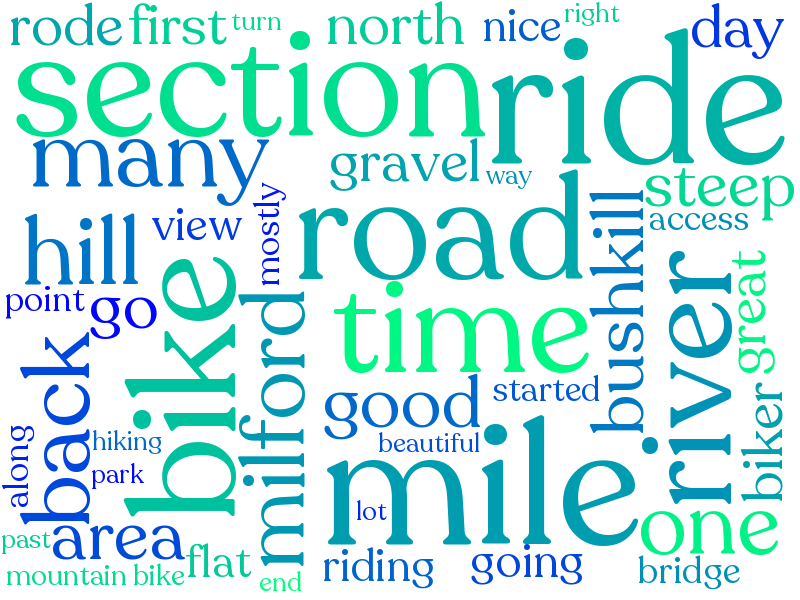 rode first turn north nice right day
section ride
many gravel way steep
hill view mostly road bushkill access
point go bike milford time river great
back good started biker
along hiking beautiful mile
park lot
past area one
mountain bike flat end riding going bridge